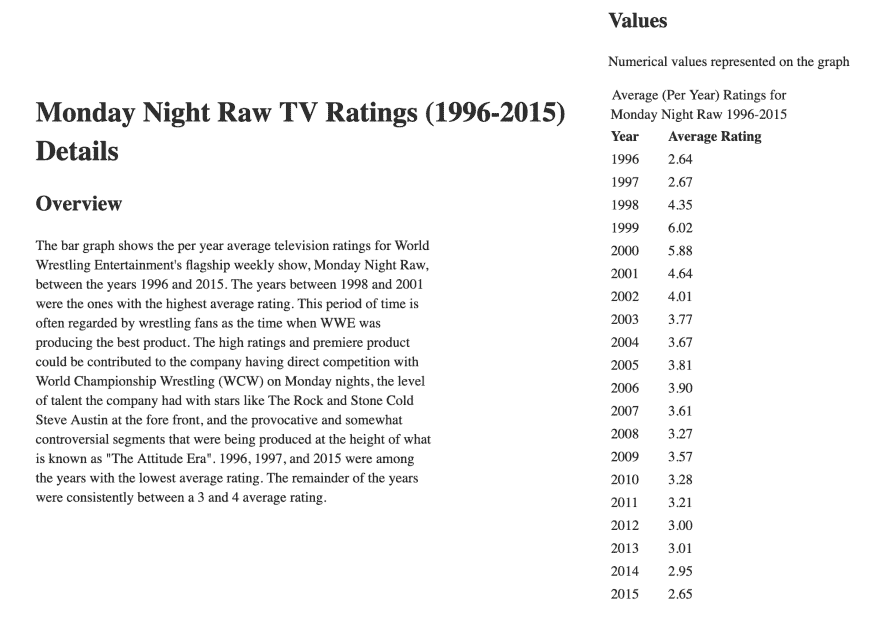 Monday Night Raw TV Ratings (1996-2015)
Details
Overview
The bar graph shows the per year average television ratings for World
Wrestling Entertainment's flagship weekly show, Monday Night Raw,
between the years 1996 and 2015. The years between 1998 and 2001
were the ones with the highest average rating. This period of time is
often regarded by wrestling fans as the time when WWE was
producing the best product. The high ratings and premiere product
could be contributed to the company having direct competition with
World Championship Wrestling (WCW) on Monday nights, the level
of talent the company had with stars like The Rock and Stone Cold
Steve Austin at the fore front, and the provocative and somewhat
controversial segments that were being produced at the height of what
is known as "The Attitude Era". 1996, 1997, and 2015 were among
the years with the lowest average rating. The remainder of the years
were consistently between a 3 and 4 average rating.
Values
Numerical values represented on the graph
Average (Per Year) Ratings for
Monday Night Raw 1996-2015
Year Average Rating
1996 2.64
1997 2.67
1998 4.35
1999 6.02
2000 5.88
2001 4.64
2002 4.01
2003 3.77
2004 3.67
2005 3.81
2006 3.90
2007 3.61
2008 3.27
2009 3.57
2010 3.28
2011 3.21
2012 3.00
2013 3.01
2014 2.95
2015 2.65